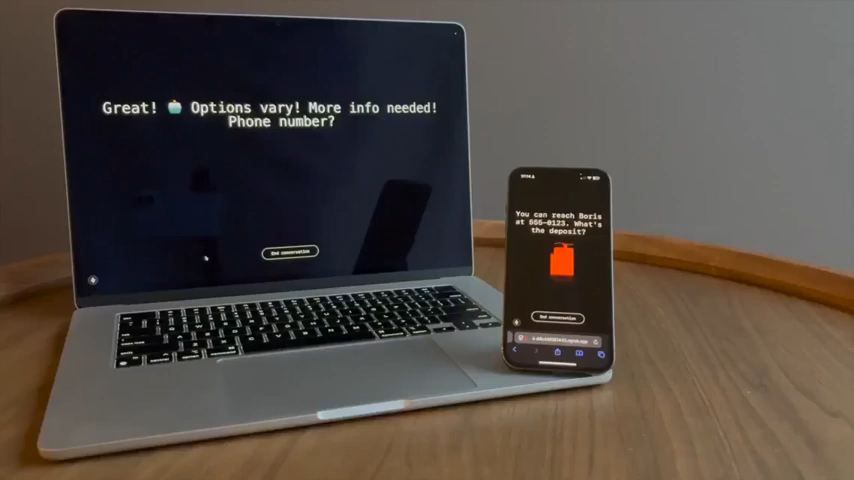 Great! Options vary! More info needed!
Phone number?
End conversation
You can reach Boris
at 555-0123. What's
the deposit?
End conversation